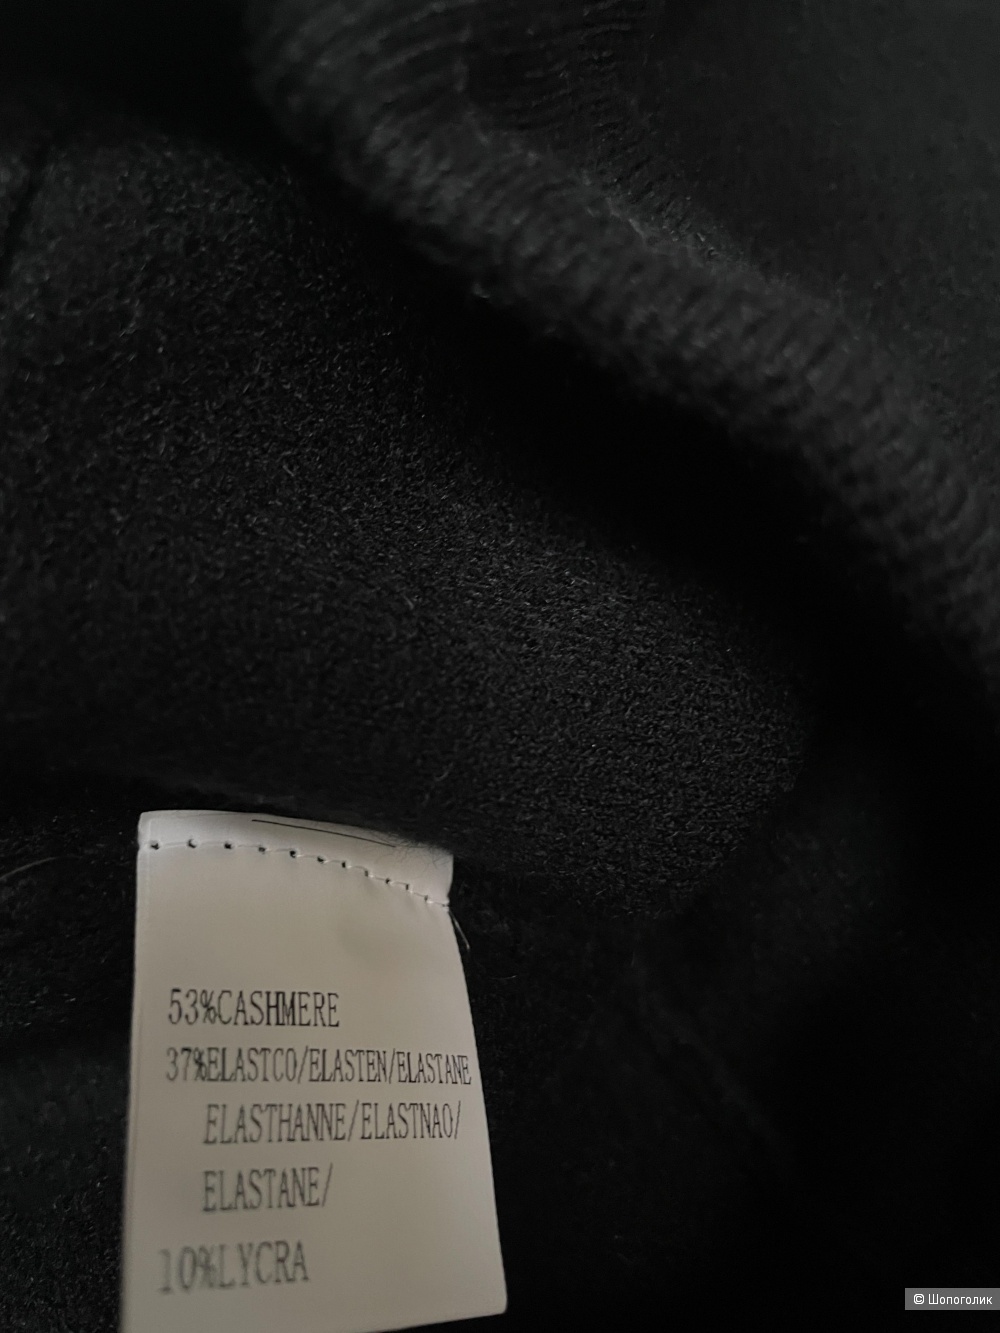 53%CASHMERE
37%ELASTCO/ELASTEN/ELASTANE
ELASTHANNE/ELASTNAO/
ELASTANE/
10%LYCRA
© Шопоголик